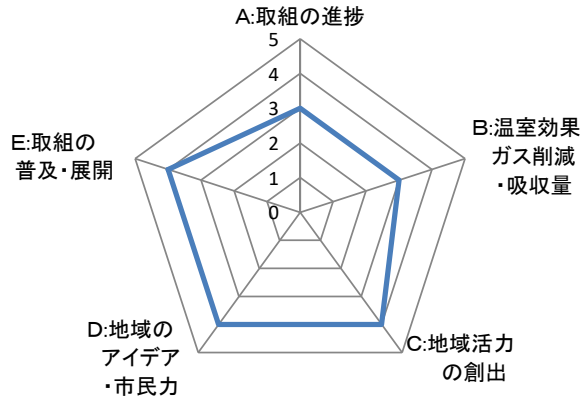 A:取組の進捗
5
4
3
2
1
0
B:温室効果
ガス削減
・吸収量
C:地域活力
の創出
D:地域の
アイデア
・市民力
E:取組の
普及・展開